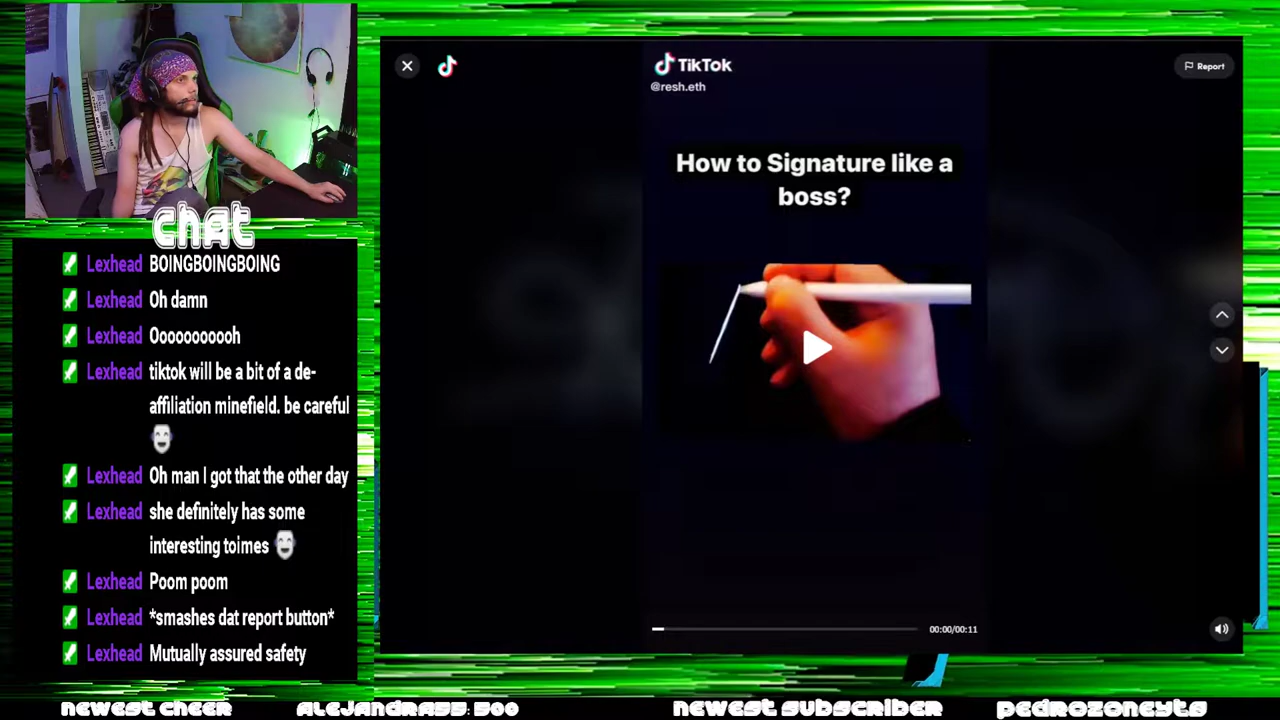 TikTok
@resh.eth
Report
How to Signature like a
boss?
00:00/00:11
chat
Lexhead BOINGBOINGBOING
Lexhead Oh damn
Lexhead Ooooooooooh
Lexhead tiktok will be a bit of a de-
affiliation minefield. be careful
Lexhead Oh man I got that the other day
Lexhead she definitely has some
interesting toimes
Lexhead Poom poom
Lexhead *smashes dat report button*
Lexhead Mutually assured safety
newest cheer
alejandra55: 500
newest subscriber
pedrozoneyts